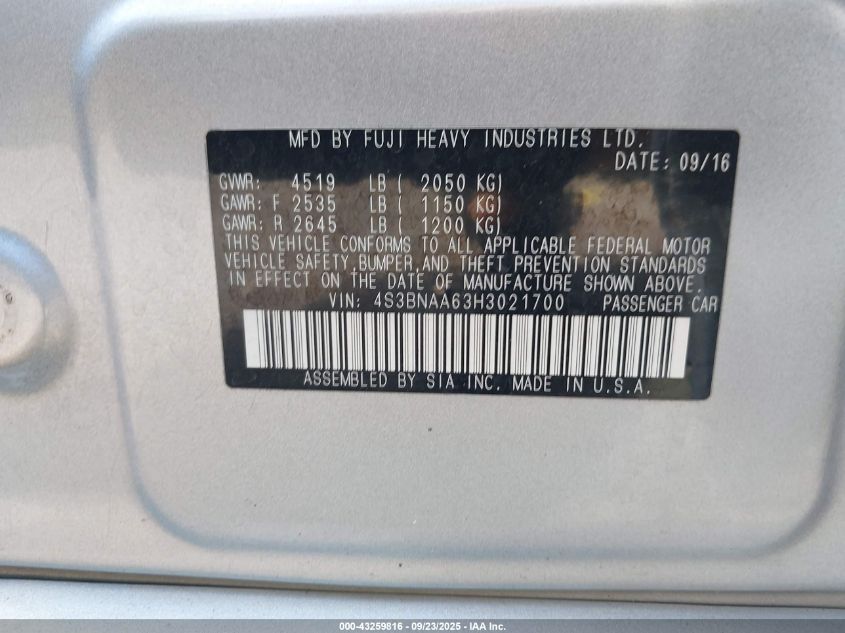 MFD BY FUJI HEAVY INDUSTRIES LTD.
DATE: 09/16
GVWR: 4519 LB ( 2050 KG)
GAWR: F 2535 LB ( 1150 KG)
GAWR: R 2645 LB ( 1200 KG)
THIS VEHICLE CONFORMS TO ALL APPLICABLE FEDERAL MOTOR
VEHICLE SAFETY,BUMPER,AND THEFT PREVENTION STANDARDS
IN EFFECT ON THE DATE OF MANUFACTURE SHOWN ABOVE.
VIN: 4S3BNAA63H3021700 PASSENGER CAR
ASSEMBLED BY SIA INC. MADE IN U.S.A.
000-43259816 - 09/23/2025 - IAA Inc.